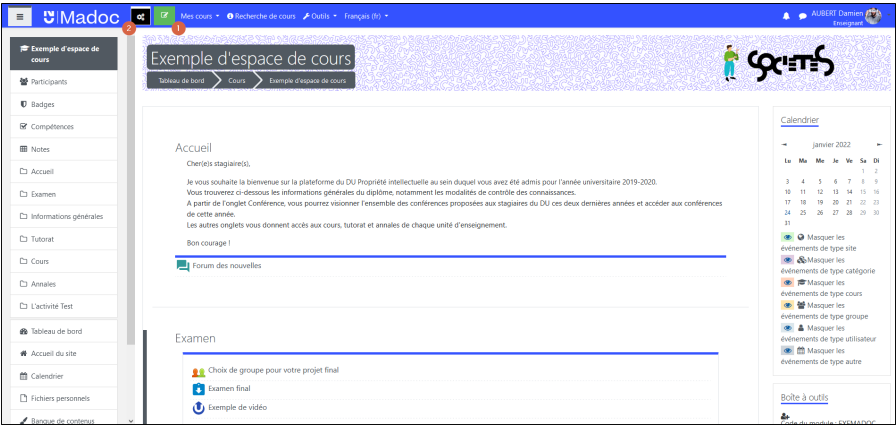 Madoc
Mes cours
Recherche de cours
Outils
Français (fr)
AUBERT Damien
Enseignant
2
1
Exemple d'espace de
cours
Participants
Badges
Compétences
Notes
Accueil
Examen
Informations générales
Tutorat
Cours
Annales
L'activité Test
Tableau de bord
Accueil du site
Calendrier
Fichiers personnels
Banque de contenus
Exemple d'espace de cours
Tableau de bord
Cours
Exemple d'espace de cours
SOCIETES
Accueil
Cher(e)s stagiaire(s),
Je vous souhaite la bienvenue sur la plateforme du DU Propriété intellectuelle au sein duquel vous avez été admis pour l'année universitaire 2019-2020.
Vous trouverez ci-dessous les informations générales du diplôme, notamment les modalités de contrôle des connaissances.
A partir de l'onglet Conférence, vous pourrez visionner l'ensemble des conférences proposées aux stagiaires du DU ces deux dernières années et accéder aux conférences
de cette année.
Les autres onglets vous donnent accès aux cours, tutorat et annales de chaque unité d'enseignement.
Bon courage !
Forum des nouvelles
Examen
Choix de groupe pour votre projet final
Examen final
Exemple de vidéo
Calendrier
◄ janvier 2022 ►
Lu Ma Me Je Ve Sa Di
1 2
3 4 5 6 7 8 9
10 11 12 13 14 15 16
17 18 19 20 21 22 23
24 25 26 27 28 29 30
31
Masquer les
événements de type site
Masquer les
événements de type catégorie
Masquer les
événements de type cours
Masquer les
événements de type groupe
Masquer les
événements de type utilisateur
Masquer les
événements de type autre
Boîte à outils
Code du module : EXEMADOC